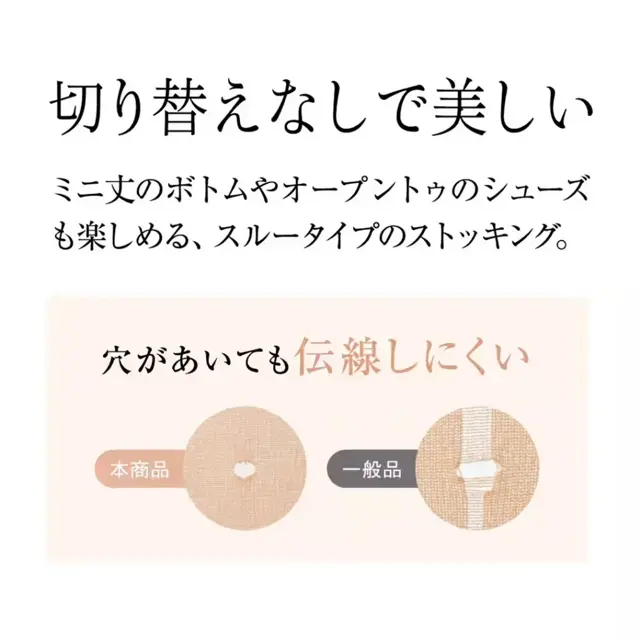 切り替えなしで美しい
ミニ丈のボトムやオープントゥのシューズ
も楽しめる、スルータイプのストッキング。
穴があいても伝線しにくい
本商品
一般品